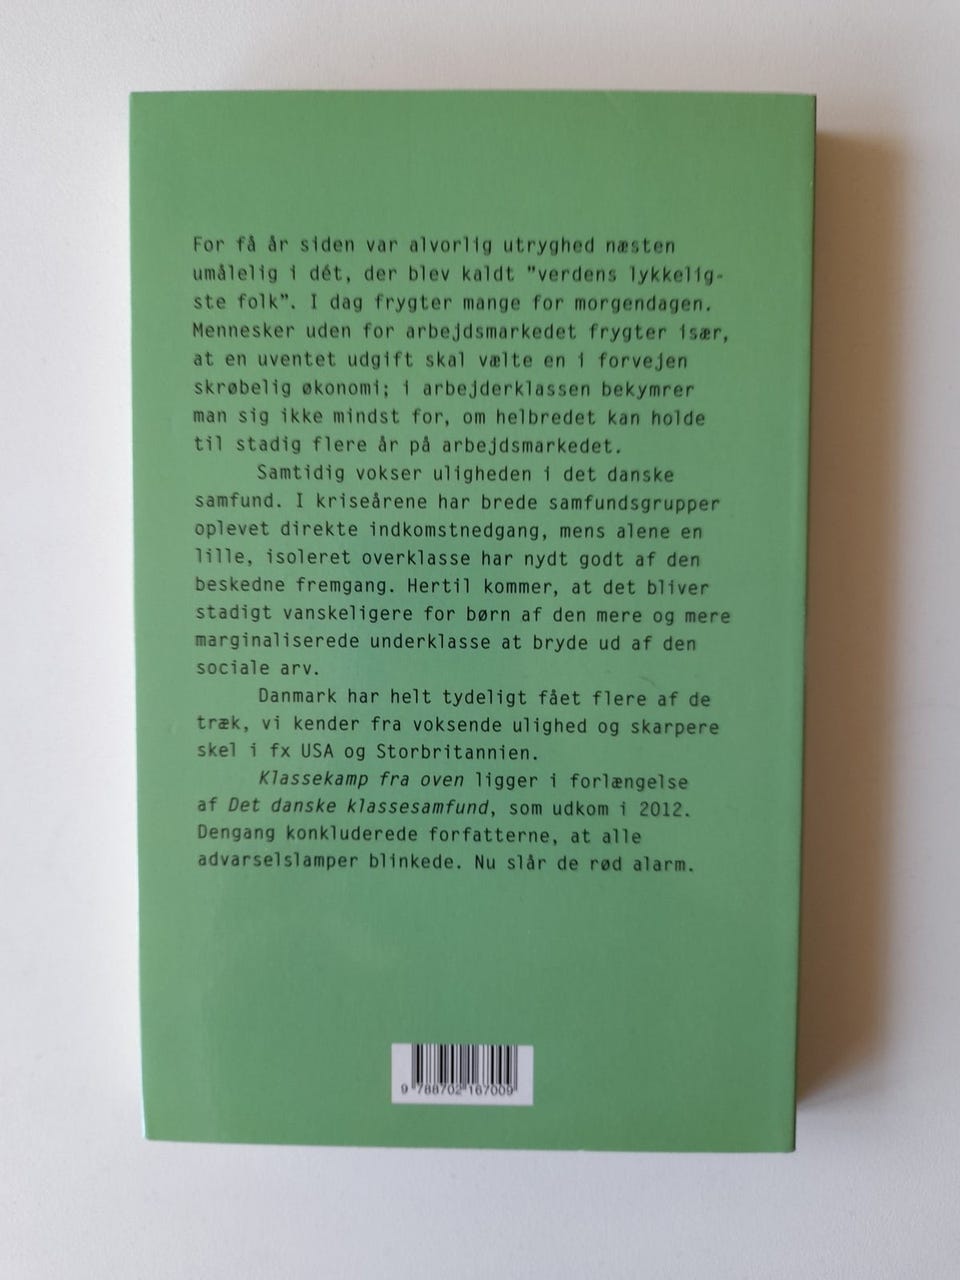 For få år siden var alvorlig utryghed næsten
umålelig i dét, der blev kaldt ”verdens lykkelig-
ste folk”. I dag frygter mange for morgendagen.
Mennesker uden for arbejdsmarkedet frygter især,
at en uventet udgift skal vælte en i forvejen
skrøbelig økonomi; i arbejderklassen bekymrer
man sig ikke mindst for, om helbredet kan holde
til stadig flere år på arbejdsmarkedet.
Samtidig vokser uligheden i det danske
samfund. I kriseårene har brede samfundsgrupper
oplevet direkte indkomstnedgang, mens alene en
lille, isoleret overklasse har nydt godt af den
beskedne fremgang. Hertil kommer, at det bliver
stadigt vanskeligere for børn af den mere og mere
marginaliserede underklasse at bryde ud af den
sociale arv.
Danmark har helt tydeligt fået flere af de
træk, vi kender fra voksende ulighed og skarpere
skel i fx USA og Storbritannien.
Klassekamp fra oven ligger i forlængelse
af Det danske klassesamfund, som udkom i 2012.
Dengang konkluderede forfatterne, at alle
advarselslamper blinkede. Nu slår de rød alarm.
9 788702 167009